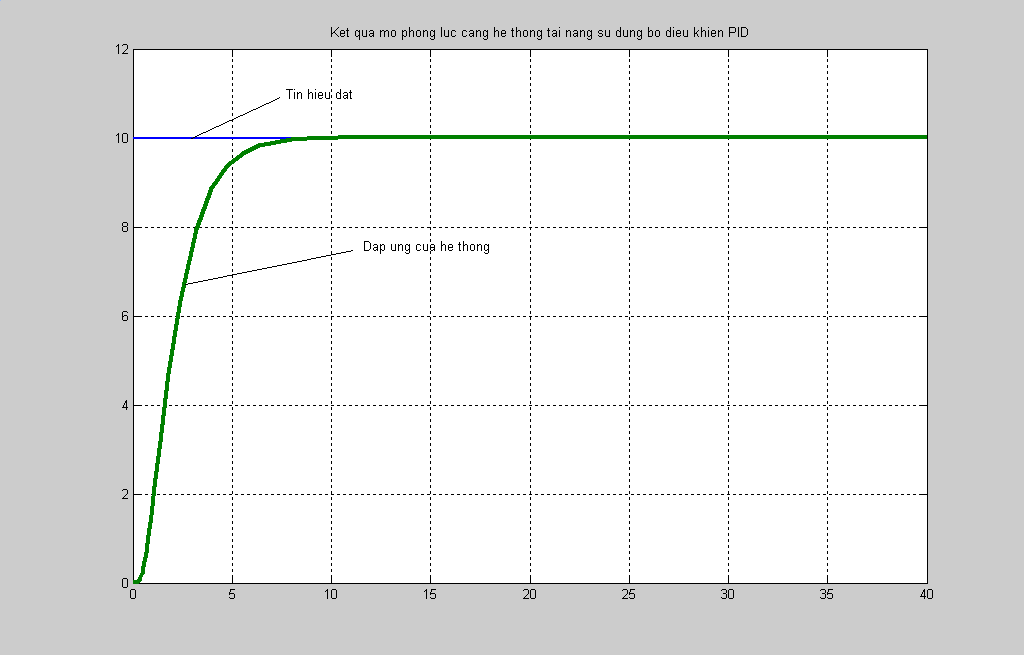 Ket qua mo phong luc cang he thong tai nang su dung bo dieu khien PID
12
Tin hieu dat
10
8
Dap ung cua he thong
6
4
2
0
0 5 10 15 20 25 30 35 40